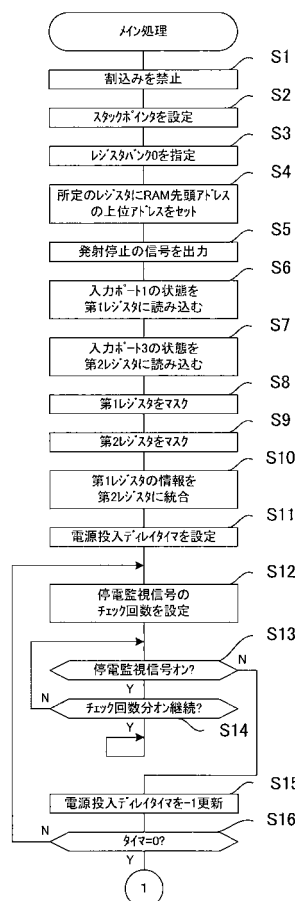 メイン処理
S1
割込みを禁止
S2
スタックポインタを設定
S3
レジスタバンク0を指定
S4
所定のレジスタにRAM先頭アドレス
の上位アドレスをセット
S5
発射停止の信号を出力
S6
入力ポート1の状態を
第1レジスタに読み込む
S7
入力ポート3の状態を
第2レジスタに読み込む
S8
第1レジスタをマスク
S9
第2レジスタをマスク
S10
第1レジスタの情報を
第2レジスタに統合
S11
電源投入ディレイタイマを設定
S12
停電監視信号の
チェック回数を設定
S13
停電監視信号オン?
N
Y
N
チェック回数分オン継続?
S14
Y
S15
電源投入ディレイタイマを-1更新
S16
N
タイマ=0?
Y
1